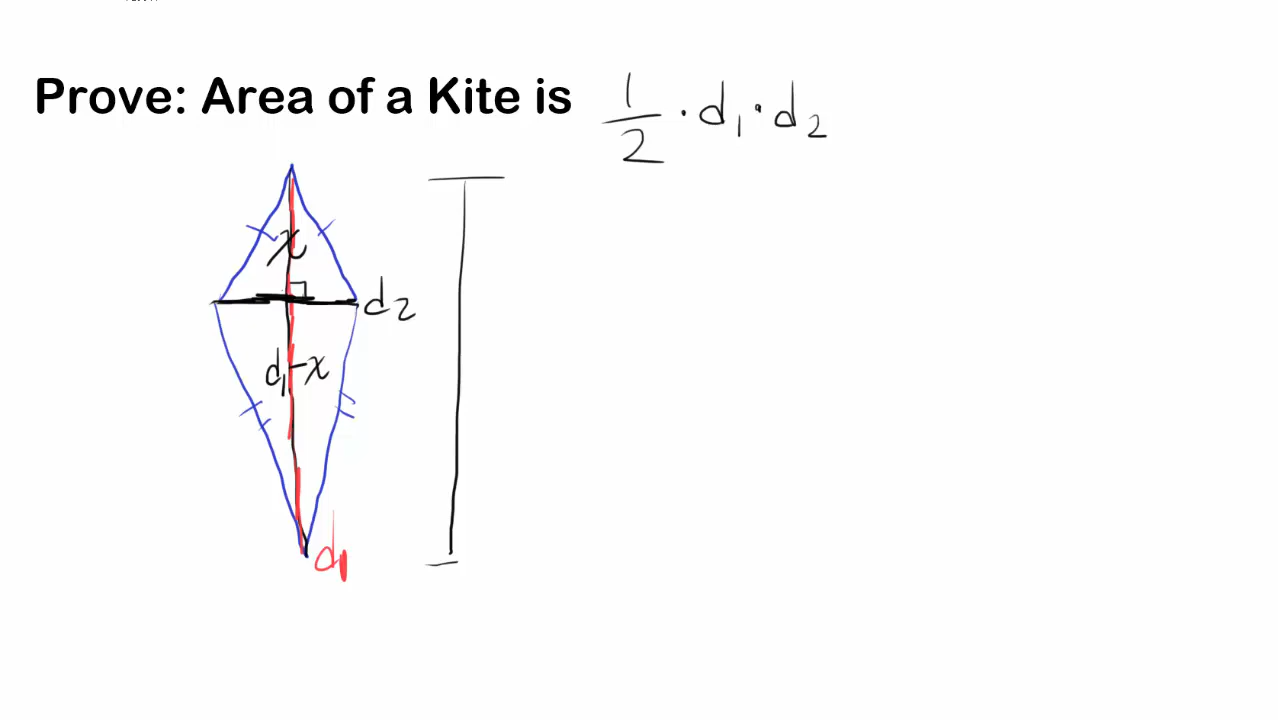 Prove: Area of a Kite is 1/2 · d₁ · d₂
x
d₂
d₁-x
d₁